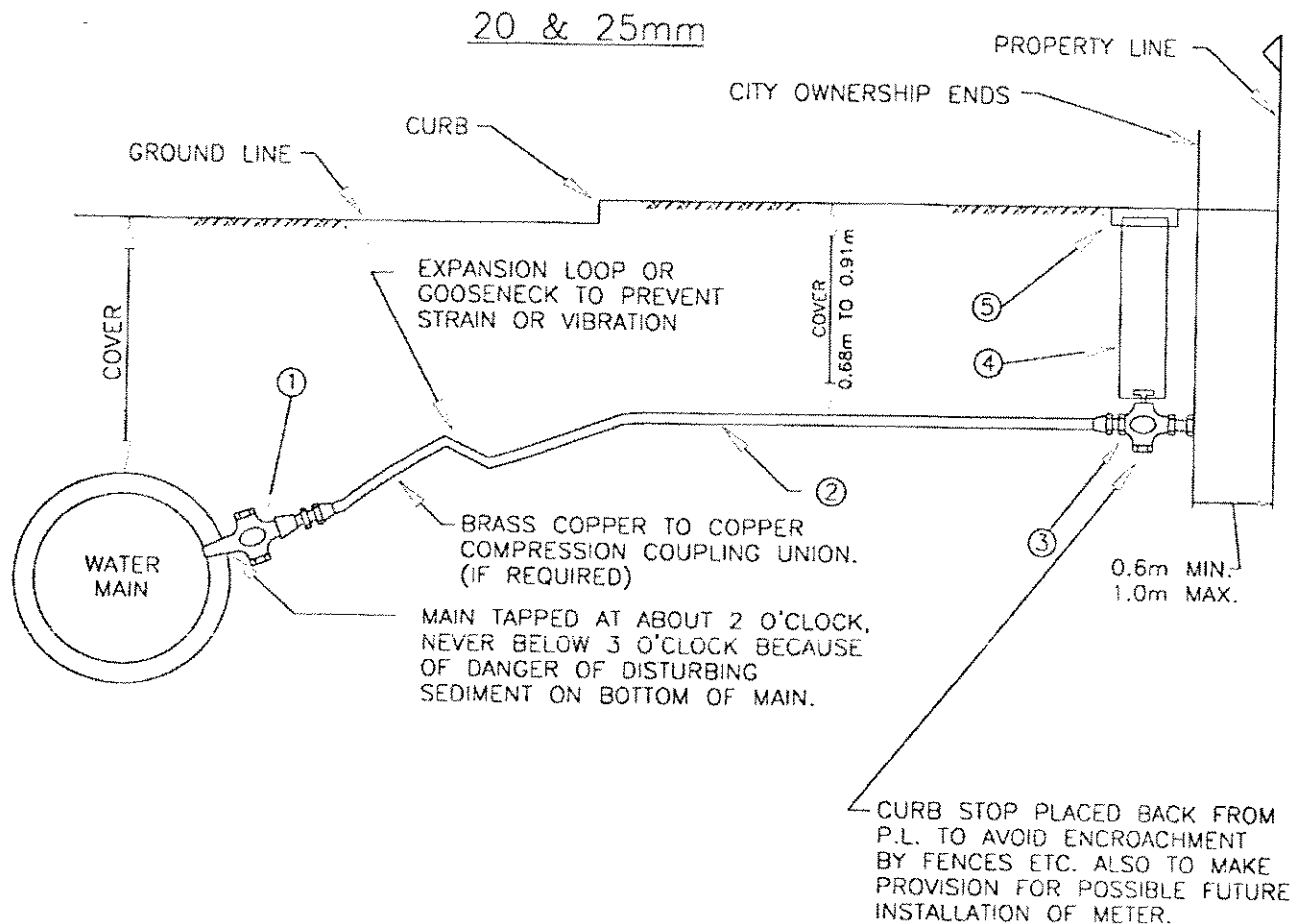 20 & 25mm
PROPERTY LINE
CITY OWNERSHIP ENDS
CURB
GROUND LINE
EXPANSION LOOP OR
GOOSENECK TO PREVENT
STRAIN OR VIBRATION
COVER
COVER
0.68m TO 0.91m
5
4
1
2
3
BRASS COPPER TO COPPER
COMPRESSION COUPLING UNION.
(IF REQUIRED)
WATER
MAIN
0.6m MIN.
1.0m MAX.
MAIN TAPPED AT ABOUT 2 O'CLOCK,
NEVER BELOW 3 O'CLOCK BECAUSE
OF DANGER OF DISTURBING
SEDIMENT ON BOTTOM OF MAIN.
CURB STOP PLACED BACK FROM
P.L. TO AVOID ENCROACHMENT
BY FENCES ETC. ALSO TO MAKE
PROVISION FOR POSSIBLE FUTURE
INSTALLATION OF METER.